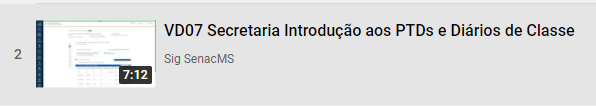 2
7:12
VD07 Secretaria Introdução aos PTDs e Diários de Classe
Sig SenacMS